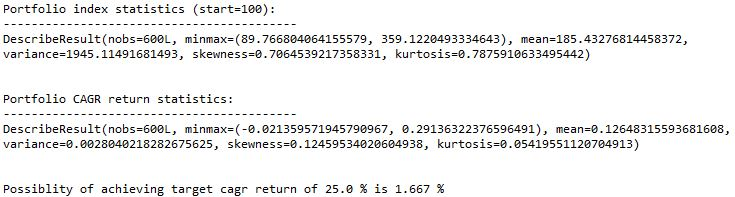 Portfolio index statistics (start=100):
----------------------------------------
DescribeResult(nobs=600L, minmax=(89.766804064155579, 359.1220493334643), mean=185.43276814458372,
variance=1945.11491681493, skewness=0.7064539217358331, kurtosis=0.7875910633495442)
Portfolio CAGR return statistics:
----------------------------------------
DescribeResult(nobs=600L, minmax=(-0.021359571945790967, 0.29136322376596491), mean=0.12648315593681608,
variance=0.0028040218282675625, skewness=0.12459534020604938, kurtosis=0.05419551120704913)
Possiblity of achieving target cagr return of 25.0 % is 1.667 %